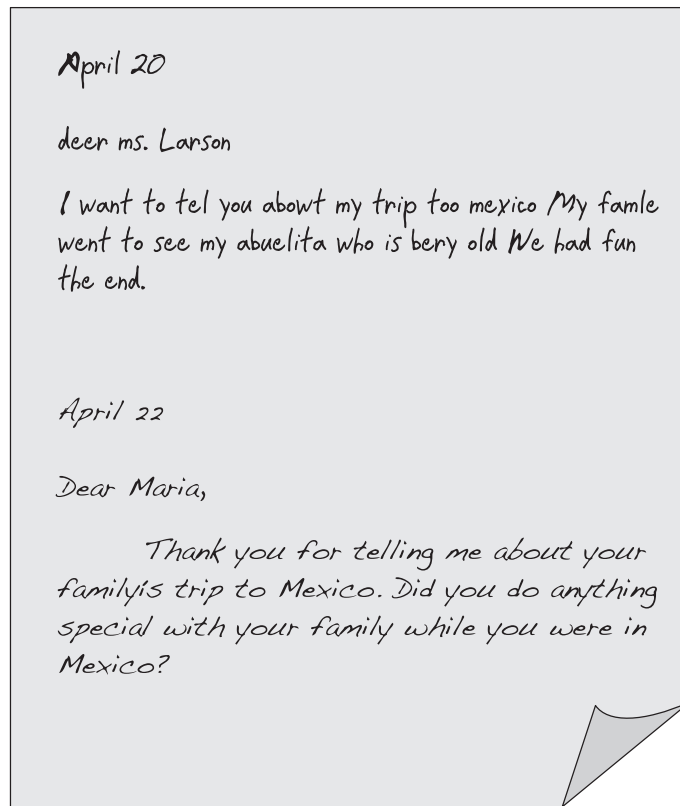 April 20
deer ms. Larson
I want to tel you abowt my trip too mexico My famle
went to see my abuelita who is bery old We had fun
the end.
April 22
Dear Maria,
Thank you for telling me about your
familyís trip to Mexico. Did you do anything
special with your family while you were in
Mexico?